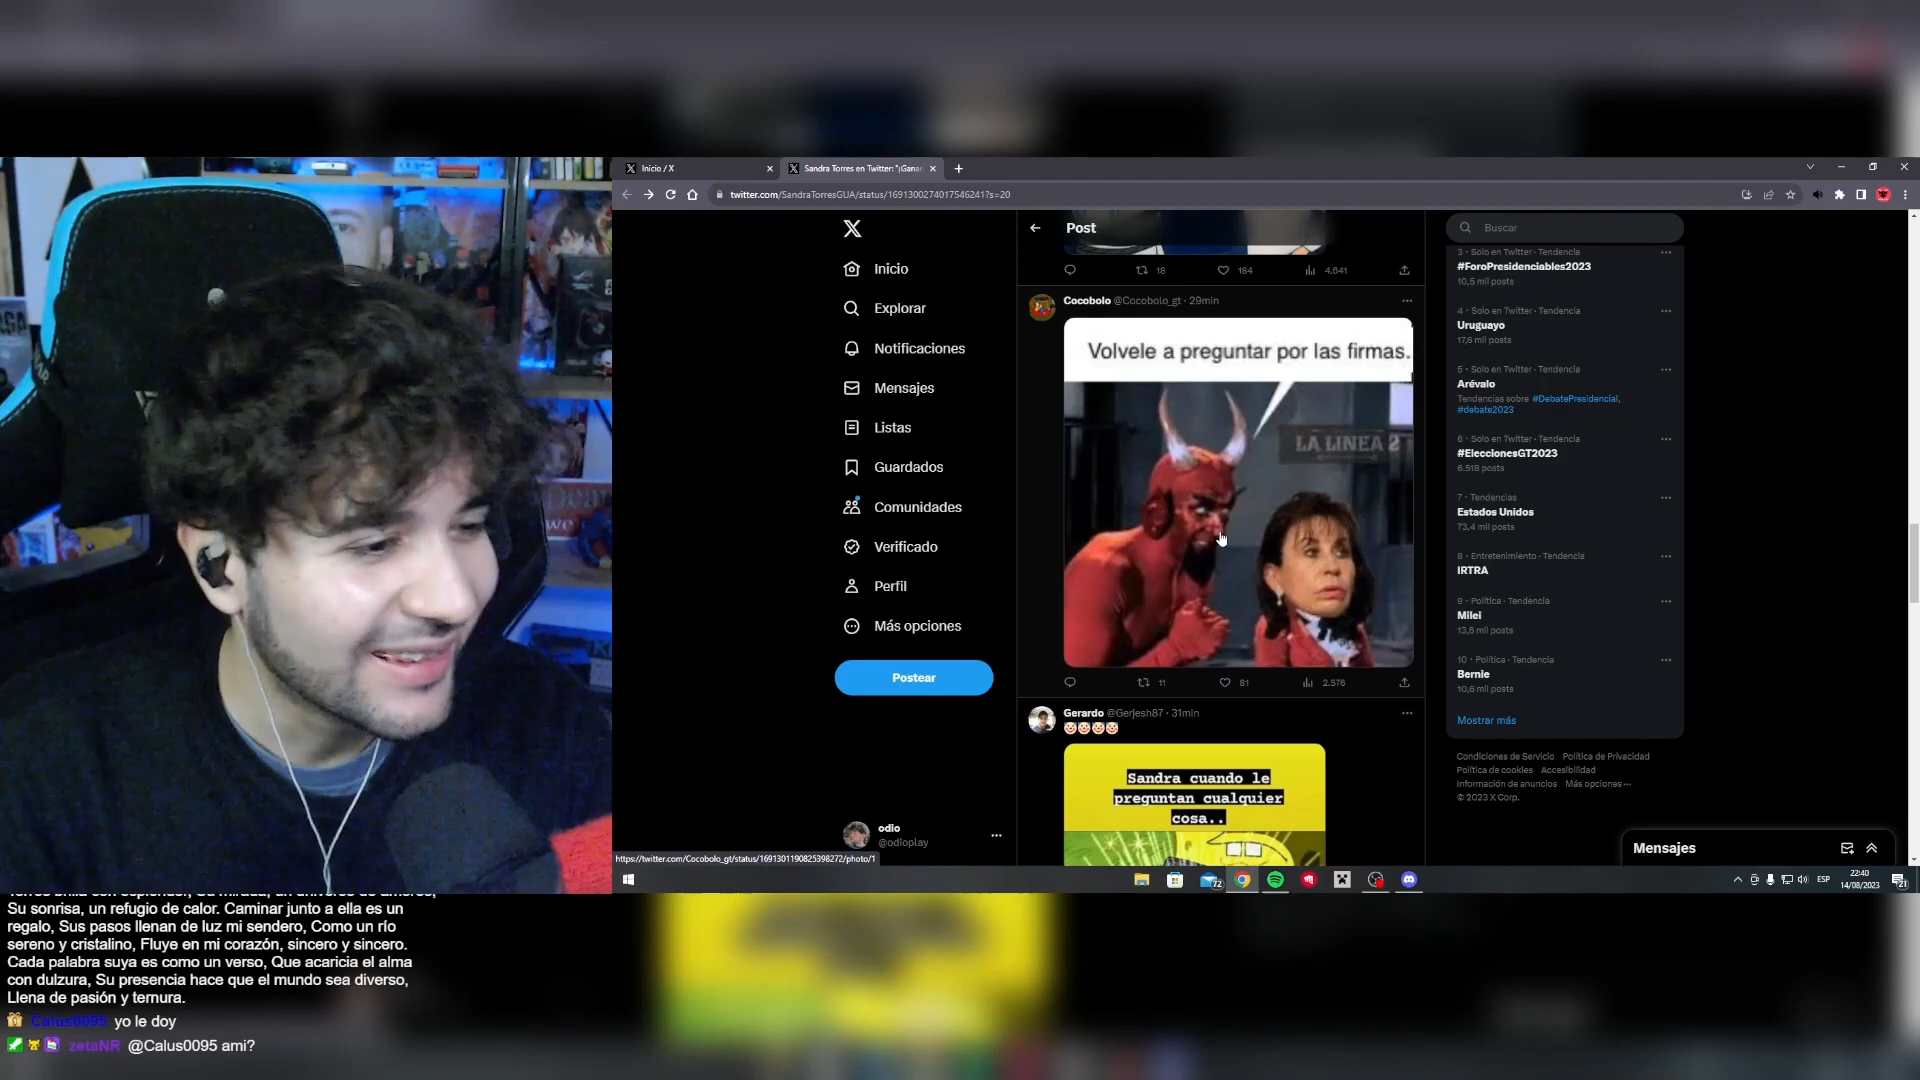 Inicio / X
Sandra Torres en Twitter: "¡Ganar
twitter.com/SandraTorresGUA/status/1691300274017546241?s=20
Inicio
Explorar
Notificaciones
Mensajes
Listas
Guardados
Comunidades
Verificado
Perfil
Más opciones
Postear
odio
@odioplay
Post
18
184
4.641
Cocobolo @Cocobolo_gt · 29min
Volvele a preguntar por las firmas.
LA LINEA 2
11
81
2.576
Gerardo @Gerjesh87 · 31min
🤡🤡🤡🤡
Sandra cuando le
preguntan cualquier
cosa..
Buscar
3 · Solo en Twitter · Tendencia
#ForoPresidenciables2023
10,5 mil posts
4 · Solo en Twitter · Tendencia
Uruguayo
17,6 mil posts
5 · Solo en Twitter · Tendencia
Arévalo
Tendencias sobre #DebatePresidencial,
#debate2023
6 · Solo en Twitter · Tendencia
#EleccionesGT2023
6.518 posts
7 · Tendencias
Estados Unidos
73,4 mil posts
8 · Entretenimiento · Tendencia
IRTRA
9 · Política · Tendencia
Milei
13,6 mil posts
10 · Política · Tendencia
Bernie
10,6 mil posts
Mostrar más
Condiciones de Servicio Política de Privacidad
Política de cookies Accesibilidad
Información de anuncios Más opciones ···
© 2023 X Corp.
Mensajes
https://twitter.com/Cocobolo_gt/status/1691301190825398272/photo/1
72
ESP
22:40
14/08/2023
21
Su sonrisa, un refugio de calor. Caminar junto a ella es un
regalo, Sus pasos llenan de luz mi sendero, Como un río
sereno y cristalino, Fluye en mi corazón, sincero y sincero.
Cada palabra suya es como un verso, Que acaricia el alma
con dulzura, Su presencia hace que el mundo sea diverso,
Llena de pasión y ternura.
Calus0095 yo le doy
zetaNR @Calus0095 ami?